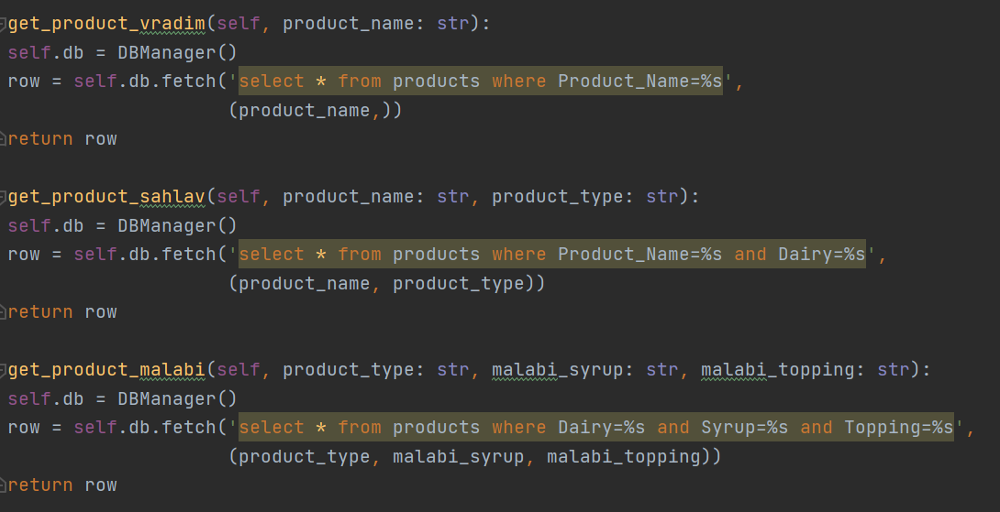 get_product_vradim(self, product_name: str):
self.db = DBManager()
row = self.db.fetch('select * from products where Product_Name=%s',
(product_name,))
return row
get_product_sahlav(self, product_name: str, product_type: str):
self.db = DBManager()
row = self.db.fetch('select * from products where Product_Name=%s and Dairy=%s',
(product_name, product_type))
return row
get_product_malabi(self, product_type: str, malabi_syrup: str, malabi_topping: str):
self.db = DBManager()
row = self.db.fetch('select * from products where Dairy=%s and Syrup=%s and Topping=%s',
(product_type, malabi_syrup, malabi_topping))
return row